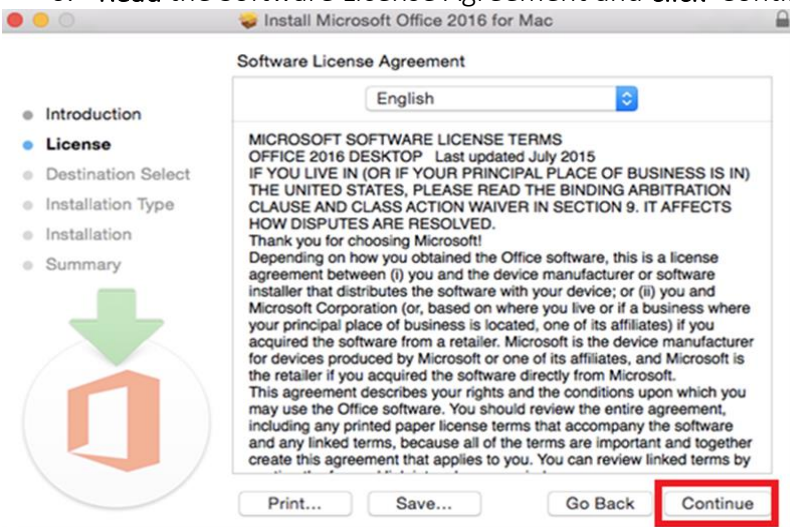 Read the Software License Agreement and click
Install Microsoft Office 2016 for Mac
Software License Agreement
English
Introduction
License
Destination Select
Installation Type
Installation
Summary
MICROSOFT SOFTWARE LICENSE TERMS
OFFICE 2016 DESKTOP Last updated July 2015
IF YOU LIVE IN (OR IF YOUR PRINCIPAL PLACE OF BUSINESS IS IN)
THE UNITED STATES, PLEASE READ THE BINDING ARBITRATION
CLAUSE AND CLASS ACTION WAIVER IN SECTION 9. IT AFFECTS
HOW DISPUTES ARE RESOLVED.
Thank you for choosing Microsoft!
Depending on how you obtained the Office software, this is a license
agreement between (i) you and the device manufacturer or software
installer that distributes the software with your device; or (ii) you and
Microsoft Corporation (or, based on where you live or if a business where
your principal place of business is located, one of its affiliates) if you
acquired the software from a retailer. Microsoft is the device manufacturer
for devices produced by Microsoft or one of its affiliates, and Microsoft is
the retailer if you acquired the software directly from Microsoft.
This agreement describes your rights and the conditions upon which you
may use the Office software. You should review the entire agreement,
including any printed paper license terms that accompany the software
and any linked terms, because all of the terms are important and together
create this agreement that applies to you. You can review linked terms by
Print...
Save...
Go Back
Continue